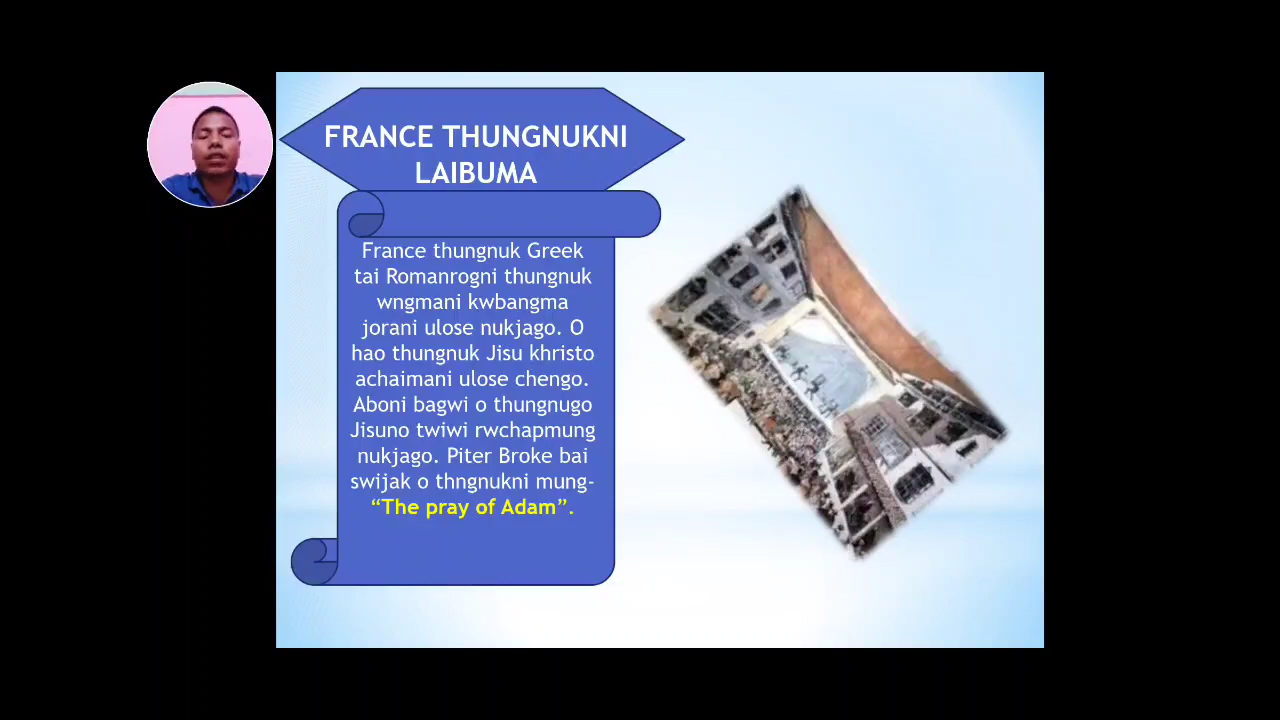 FRANCE THUNGNUKNI
LAIBUMA
France thungnuk Greek
tai Romanrogni thungnuk
wngmani kwbangma
jorani ulose nukjago. O
hao thungnuk Jisu khristo
achaimani ulose chengo.
Aboni bagwi o thungnugo
Jisuno twiwi rwchapmung
nukjago. Piter Broke bai
swijak o thngnukni mung-
“The pray of Adam”.